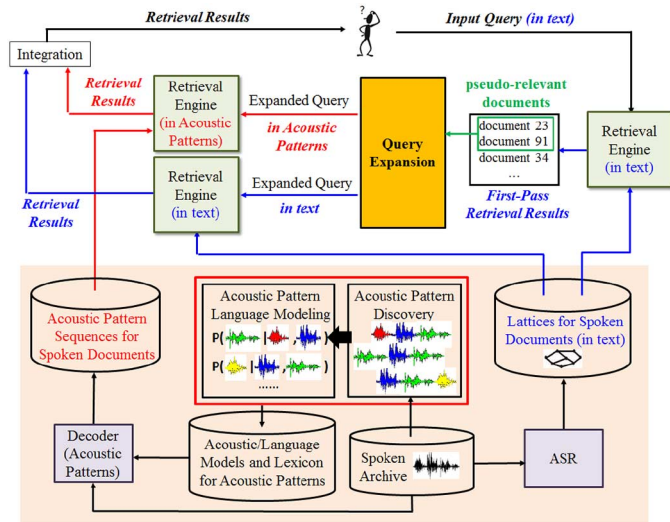 Retrieval Results
?
Input Query (in text)
Integration
Retrieval
Results
Retrieval
Engine
(in Acoustic
Patterns)
Expanded Query
in Acoustic
Patterns
Query
Expansion
pseudo-relevant
documents
document 23
document 91
document 34
...
First-Pass
Retrieval Results
Retrieval
Engine
(in text)
Retrieval
Results
Retrieval
Engine
(in text)
Expanded Query
in text
Acoustic Pattern
Sequences for
Spoken Documents
Acoustic Pattern
Language Modeling
P( | , )
P( | , )
......
Acoustic Pattern
Discovery
Lattices for Spoken
Documents (in text)
Decoder
(Acoustic
Patterns)
Acoustic/Language
Models and Lexicon
for Acoustic Patterns
Spoken
Archive
ASR